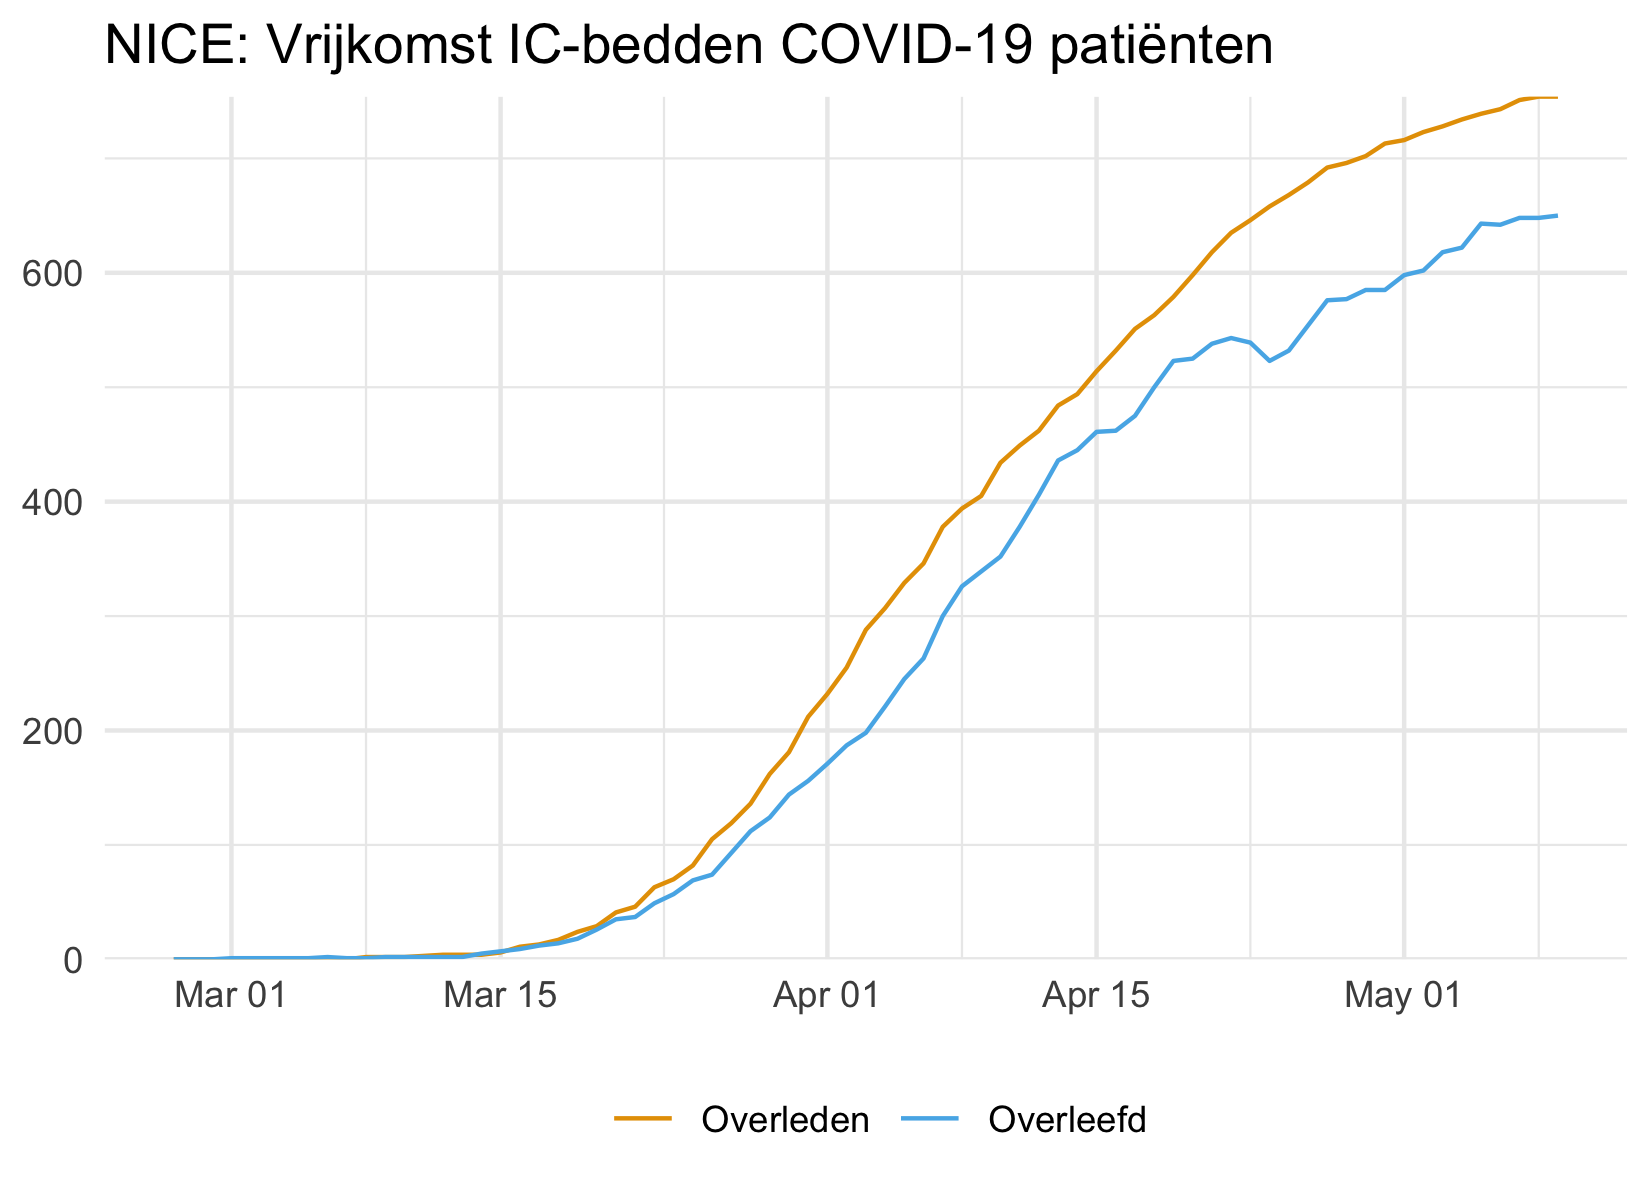 NICE: Vrijkomst IC-bedden COVID-19 patiënten
600
400
200
0
Mar 01 Mar 15 Apr 01 Apr 15 May 01
Overleden Overleefd